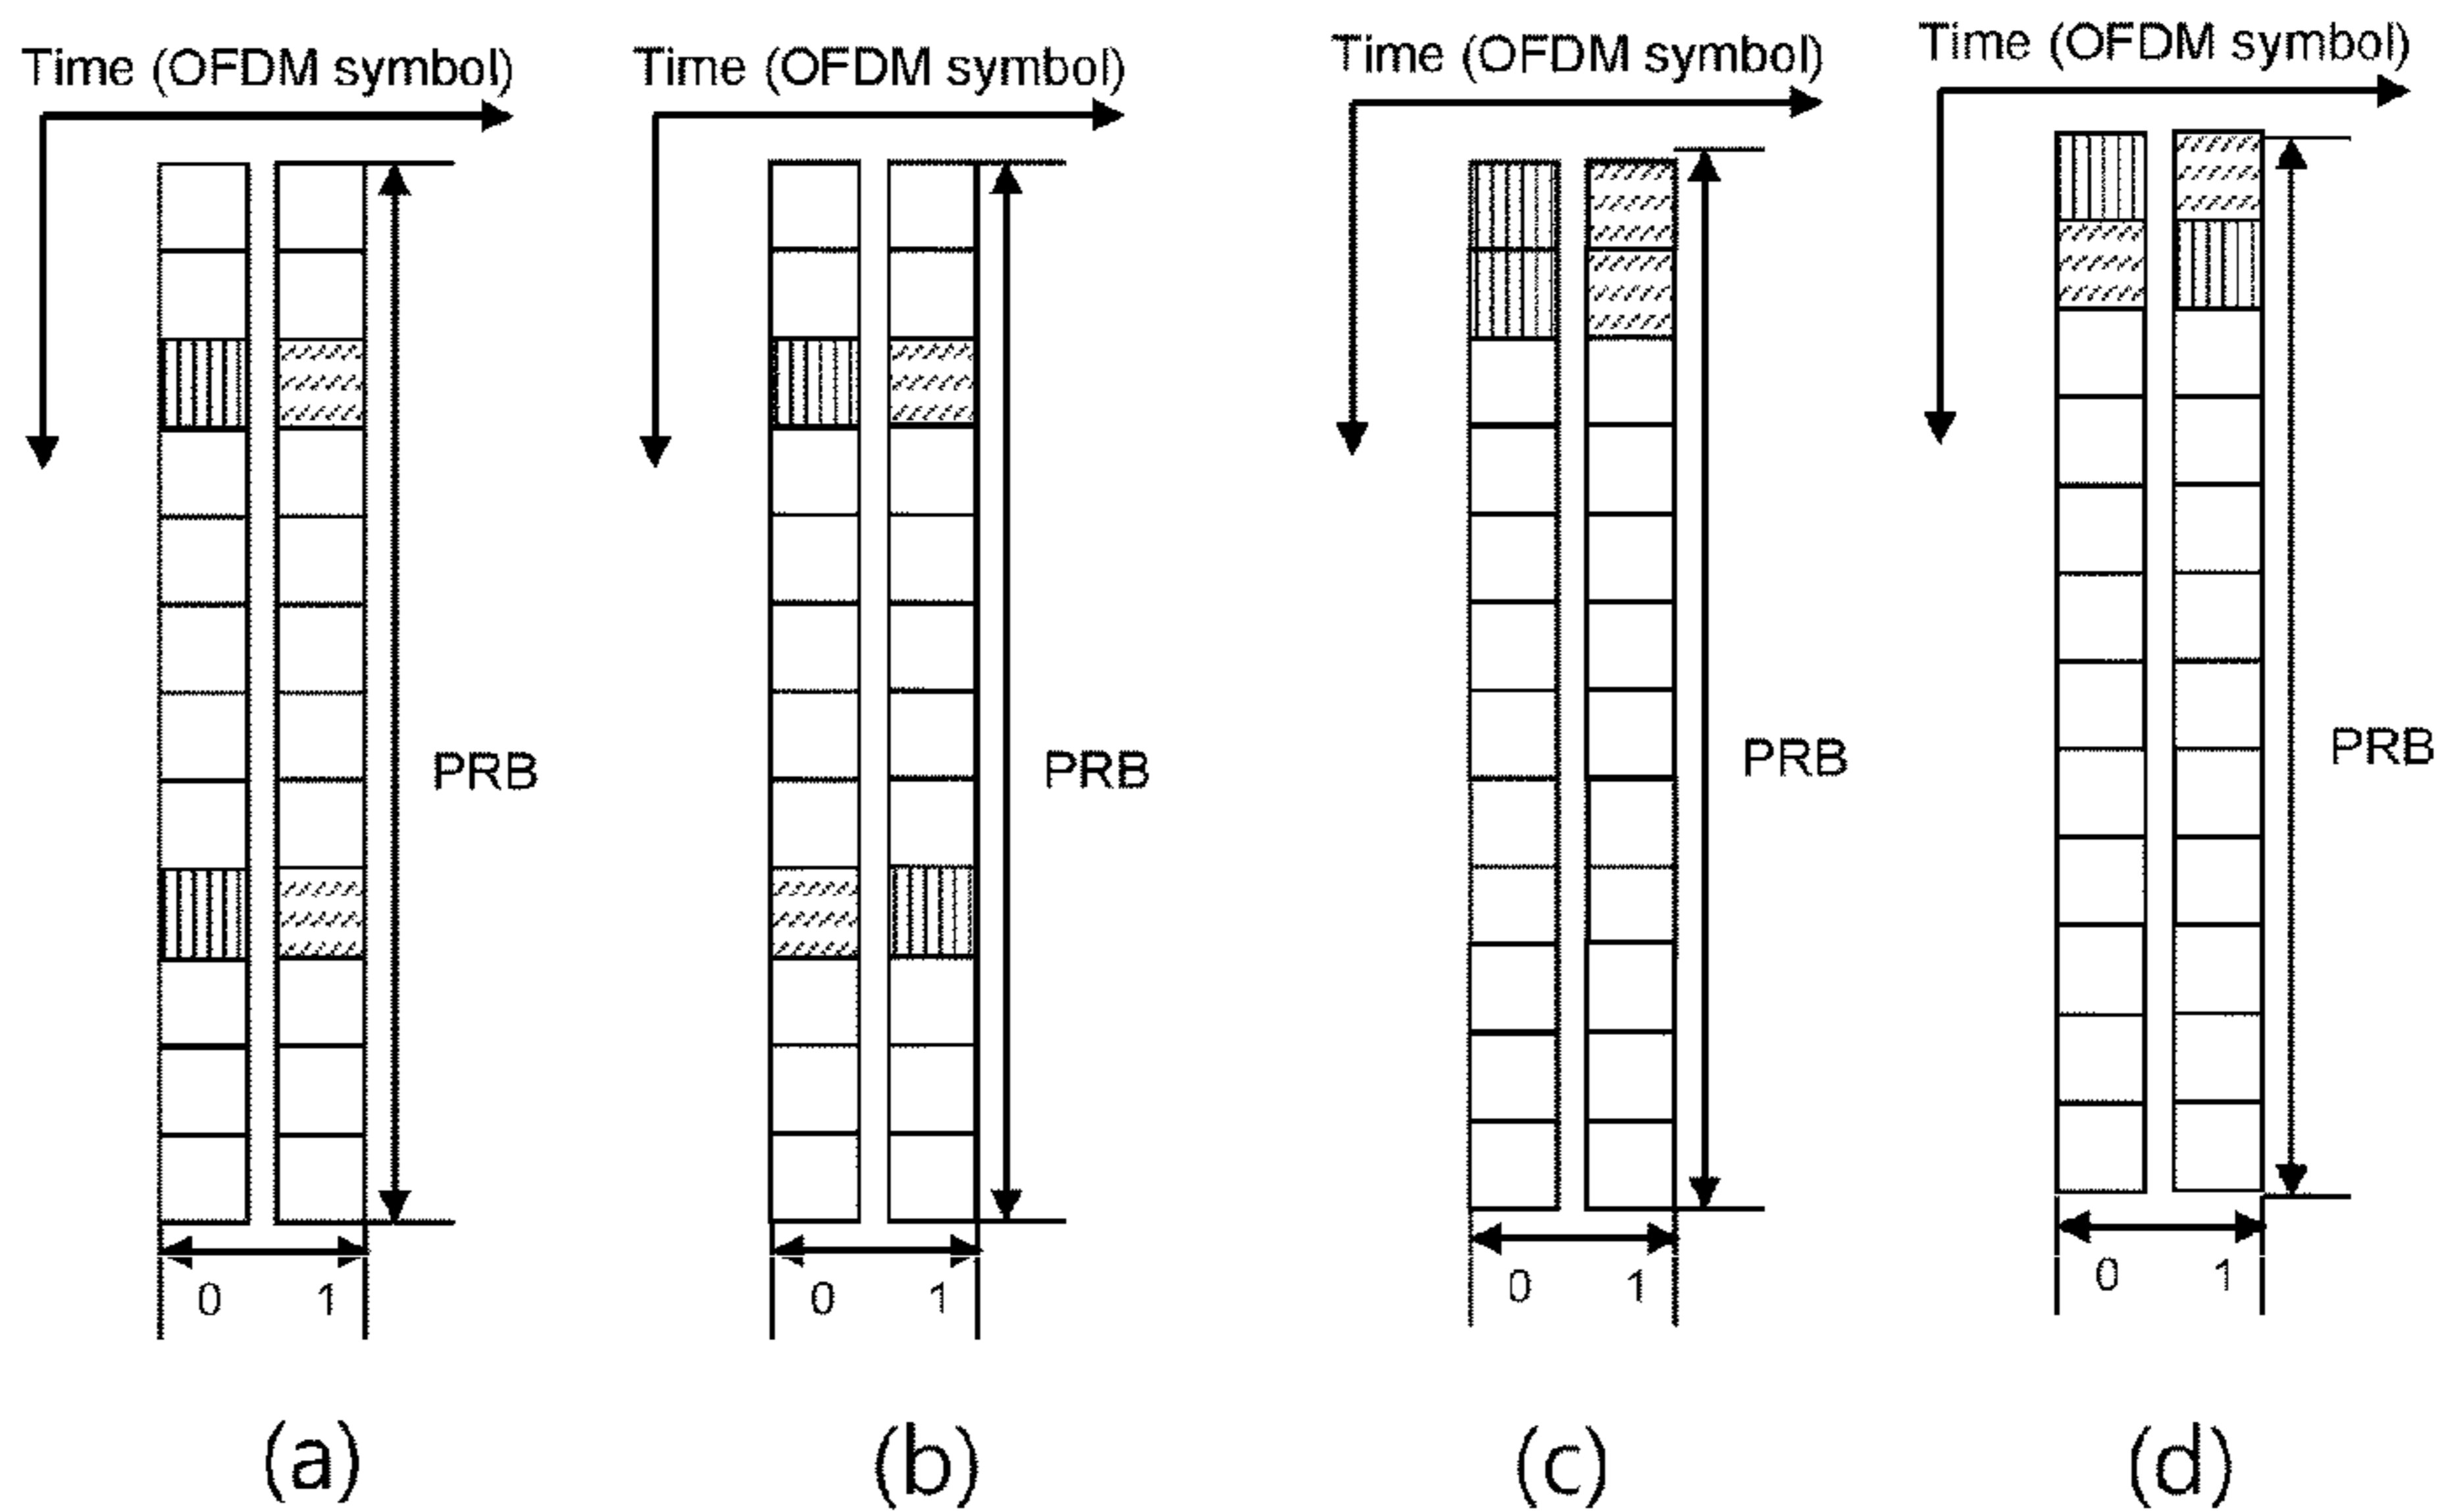 Time (OFDM symbol)
PRB
0 1
(a)
Time (OFDM symbol)
PRB
0 1
(b)
Time (OFDM symbol)
PRB
0 1
(c)
Time (OFDM symbol)
PRB
0 1
(d)